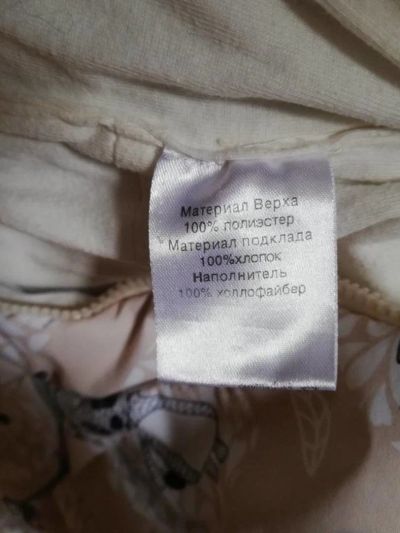 Материал Верха
100% полиэстер
Материал подклада
100%хлопок
Наполнитель
100% холлофайбер